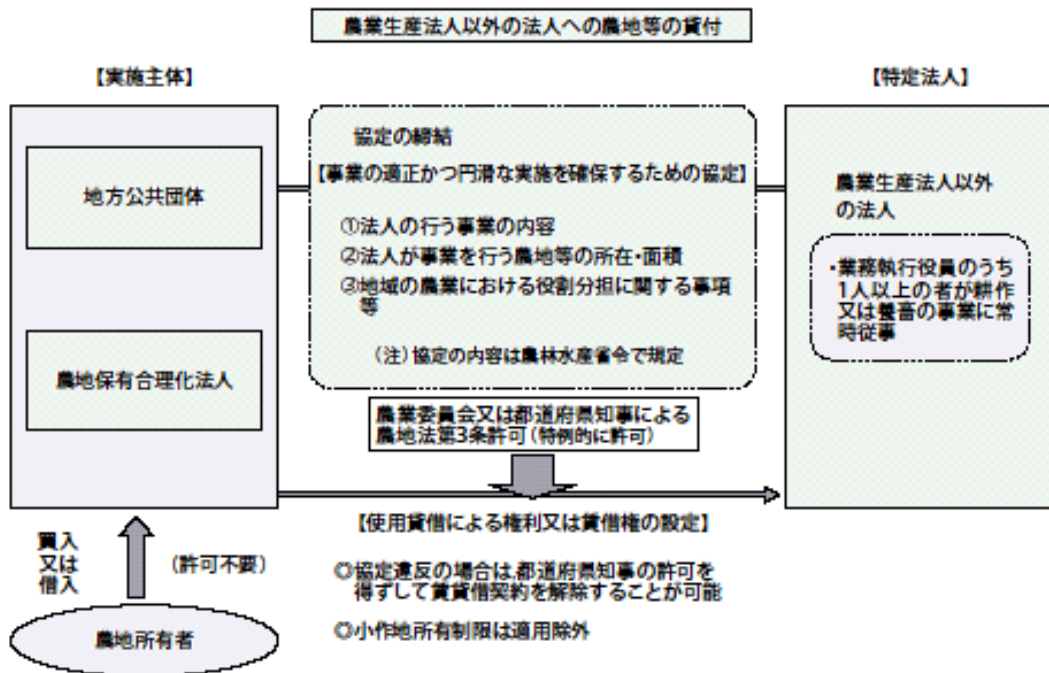 農業生産法人以外の法人への農地等の貸付
【実施主体】
【特定法人】
地方公共団体
農地保有合理化法人
協定の締結
【事業の適正かつ円滑な実施を確保するための協定】
①法人の行う事業の内容
②法人が事業を行う農地等の所在・面積
③地域の農業における役割分担に関する事項
等
（注）協定の内容は農林水産省令で規定
農業生産法人以外
の法人
・業務執行役員のうち
1人以上の者が耕作
又は養畜の事業に常
時従事
農業委員会又は都道府県知事による
農地法第3条許可（特例的に許可）
【使用貸借による権利又は賃借権の設定】
◎協定違反の場合は、都道府県知事の許可を
得ずして賃貸借契約を解除することが可能
◎小作地所有制限は適用除外
買入
又は
借入
（許可不要）
農地所有者